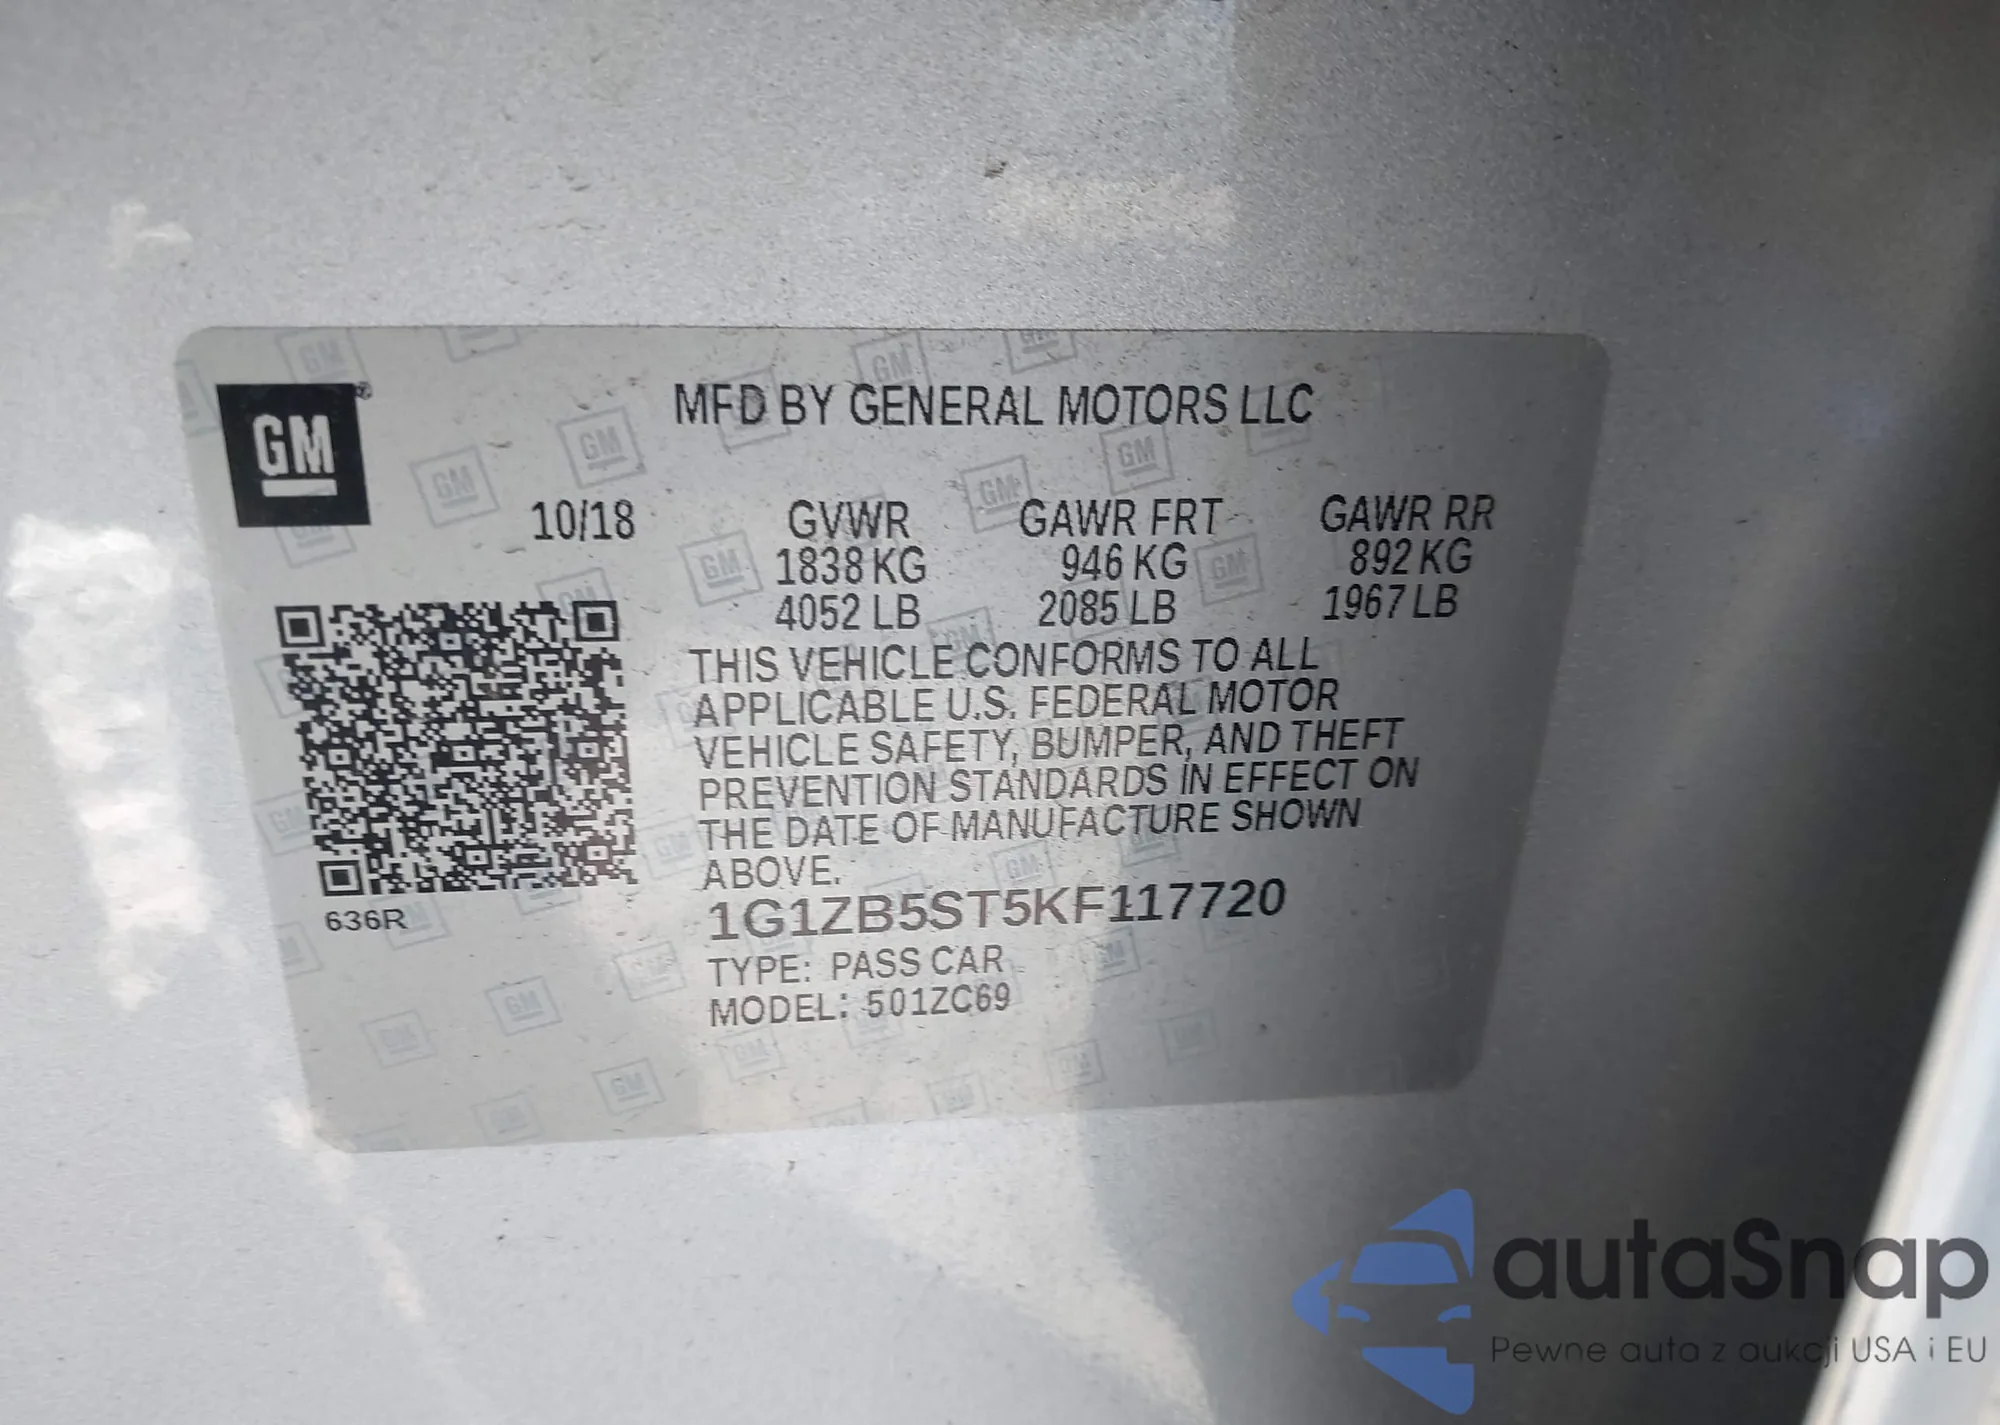 GM
MFD BY GENERAL MOTORS LLC
10/18
GVWR GAWR FRT GAWR RR
1838 KG 946 KG 892 KG
4052 LB 2085 LB 1967 LB
THIS VEHICLE CONFORMS TO ALL
APPLICABLE U.S. FEDERAL MOTOR
VEHICLE SAFETY, BUMPER, AND THEFT
PREVENTION STANDARDS IN EFFECT ON
THE DATE OF MANUFACTURE SHOWN
ABOVE.
636R
1G1ZB5ST5KF117720
TYPE: PASS CAR
MODEL: 501ZC69
autaSnap
Pewne auta z aukcji USA i EU